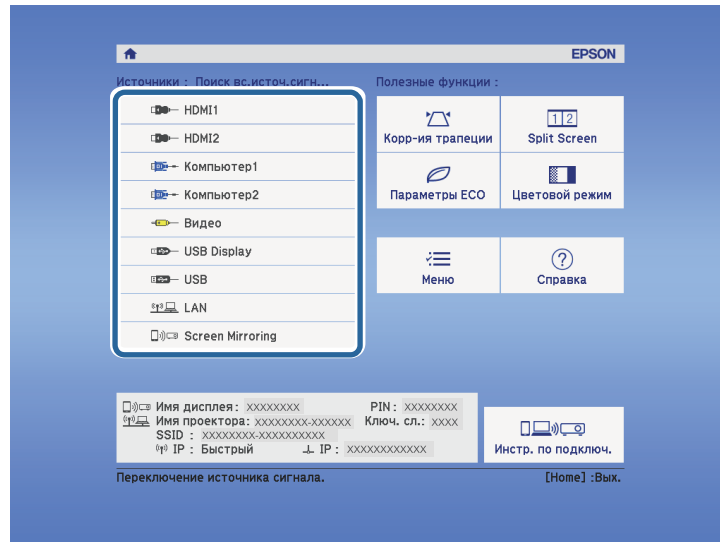 EPSON
Источники : Поиск вс.источ.сигн...
HDMI1
HDMI2
Компьютер1
Компьютер2
Видео
USB Display
USB
LAN
Screen Mirroring
Полезные функции :
Корр-ия трапеции
1 2
Split Screen
Параметры ECO
Цветовой режим
Меню
?
Справка
Имя дисплея: XXXXXXXX PIN: XXXXXXXX
Имя проектора: XXXXXXXX-XXXXXX Ключ. сл.: XXXX
SSID : XXXXXXXX-XXXXXXXXXX
IP : Быстрый IP : XXXXXXXXXXXX
Инстр. по подключ.
Переключение источника сигнала. [Home] :Вых.